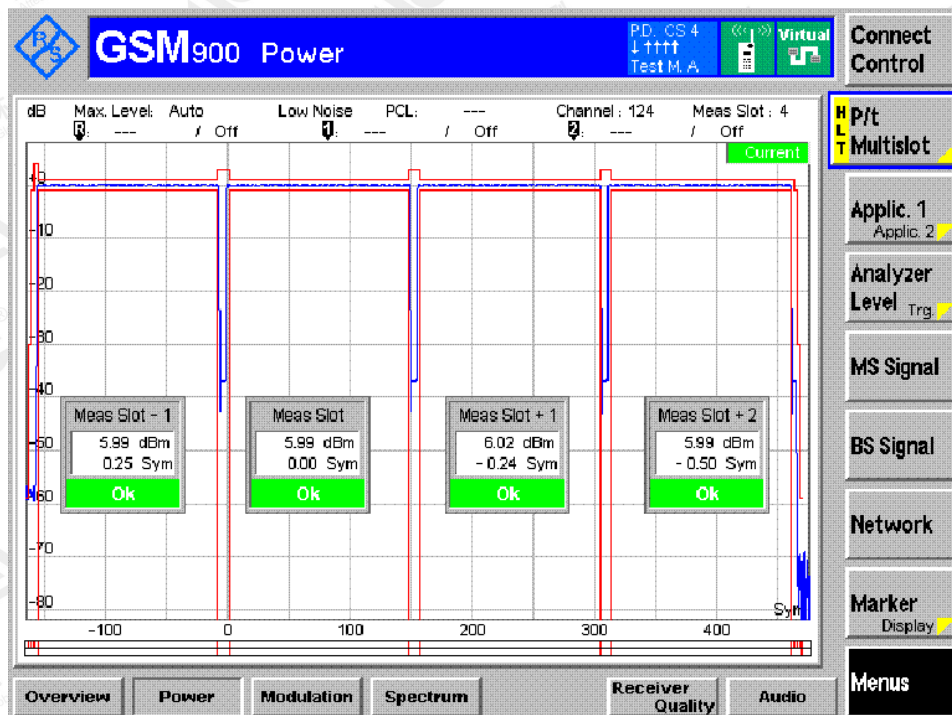 R/S
GSM900 Power
PD. CS 4
↓↑↑↑↑
Test M. A
Virtual
Connect
Control
dB Max. Level: Auto Low Noise PCL: --- Channel : 124 Meas Slot : 4
R: --- / Off 1: --- / Off 2: --- / Off
Current
H
L
T
P/t
Multislot
Applic. 1
Applic. 2
Analyzer
Level Trg.
MS Signal
BS Signal
Network
Marker
Display
Menus
+0
-10
-20
-30
-40
-50
-60
-70
-80
Meas Slot - 1
5.99 dBm
0.25 Sym
Ok
Meas Slot
5.99 dBm
0.00 Sym
Ok
Meas Slot + 1
6.02 dBm
- 0.24 Sym
Ok
Meas Slot + 2
5.99 dBm
- 0.50 Sym
Ok
Sym
-100 0 100 200 300 400
Overview Power Modulation Spectrum Receiver Quality Audio